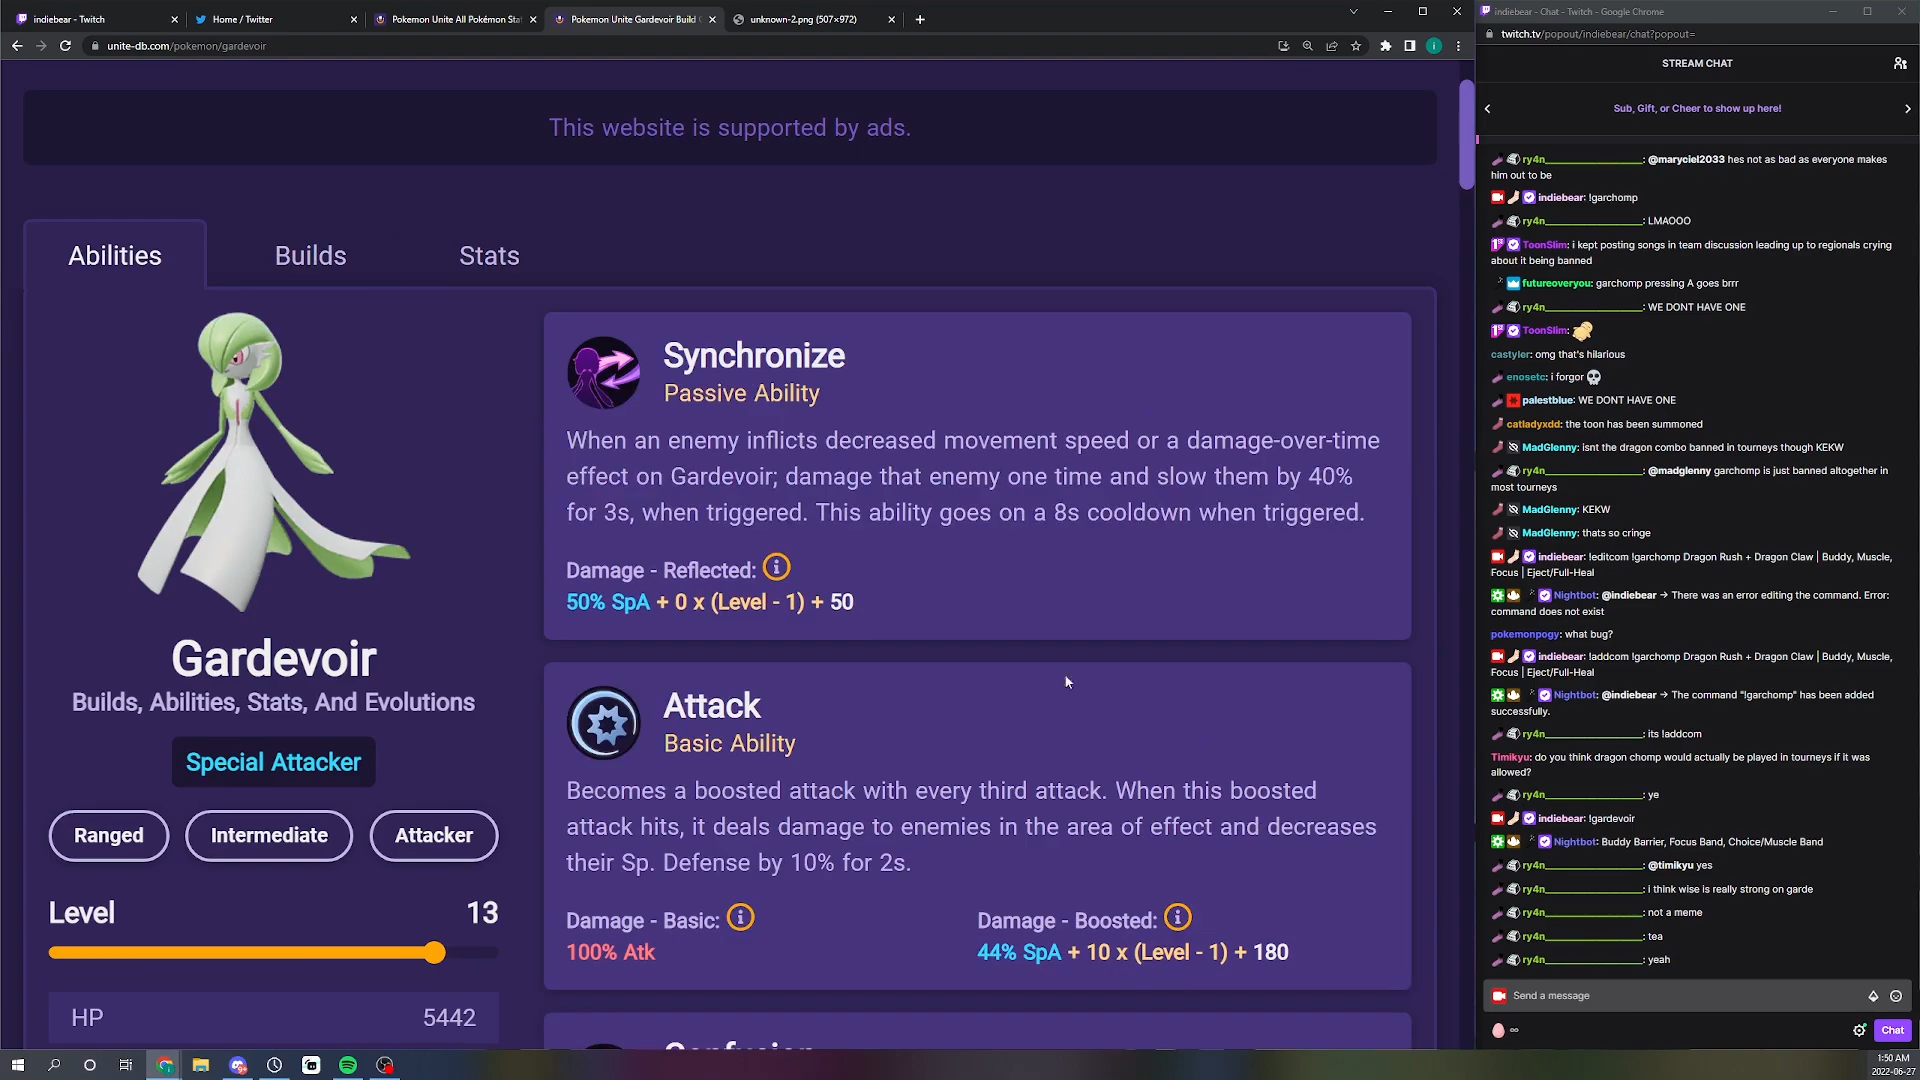 indiebear - Twitch
Home / Twitter
Pokemon Unite All Pokémon Sta
Pokemon Unite Gardevoir Build
unknown-2.png (507×972)
indiebear - Chat - Twitch - Google Chrome
unite-db.com/pokemon/gardevoir
twitch.tv/popout/indiebear/chat?popout=
This website is supported by ads.
Abilities
Builds
Stats
Gardevoir
Builds, Abilities, Stats, And Evolutions
Special Attacker
Ranged
Intermediate
Attacker
Level 13
HP 5442
Synchronize
Passive Ability
When an enemy inflicts decreased movement speed or a damage-over-time
effect on Gardevoir; damage that enemy one time and slow them by 40%
for 3s, when triggered. This ability goes on a 8s cooldown when triggered.
Damage - Reflected:
50% SpA + 0 x (Level - 1) + 50
Attack
Basic Ability
Becomes a boosted attack with every third attack. When this boosted
attack hits, it deals damage to enemies in the area of effect and decreases
their Sp. Defense by 10% for 2s.
Damage - Basic:
100% Atk
Damage - Boosted:
44% SpA + 10 x (Level - 1) + 180
Confusion
STREAM CHAT
Sub, Gift, or Cheer to show up here!
ry4n_______________: @maryciel2033 hes not as bad as everyone makes
him out to be
indiebear: !garchomp
ry4n_______________: LMAOOO
ToonSlim: i kept posting songs in team discussion leading up to regionals crying
about it being banned
futureoveryou: garchomp pressing A goes brrr
ry4n_______________: WE DONT HAVE ONE
ToonSlim:
castyler: omg that's hilarious
enosetc: i forgor
palestblue: WE DONT HAVE ONE
catladyxdd: the toon has been summoned
MadGlenny: isnt the dragon combo banned in tourneys though KEKW
ry4n_______________: @madglenny garchomp is just banned altogether in
most tourneys
MadGlenny: KEKW
MadGlenny: thats so cringe
indiebear: !editcom !garchomp Dragon Rush + Dragon Claw | Buddy, Muscle,
Focus | Eject/Full-Heal
Nightbot: @indiebear -> There was an error editing the command. Error:
command does not exist
pokemonpogy: what bug?
indiebear: !addcom !garchomp Dragon Rush + Dragon Claw | Buddy, Muscle,
Focus | Eject/Full-Heal
Nightbot: @indiebear -> The command "!garchomp" has been added
successfully.
ry4n_______________: its !addcom
Timikyu: do you think dragon chomp would actually be played in tourneys if it was
allowed?
ry4n_______________: ye
indiebear: !gardevoir
Nightbot: Buddy Barrier, Focus Band, Choice/Muscle Band
ry4n_______________: @timikyu yes
ry4n_______________: i think wise is really strong on garde
ry4n_______________: not a meme
ry4n_______________: tea
ry4n_______________: yeah
Send a message
Chat
1:50 AM
2022-06-27